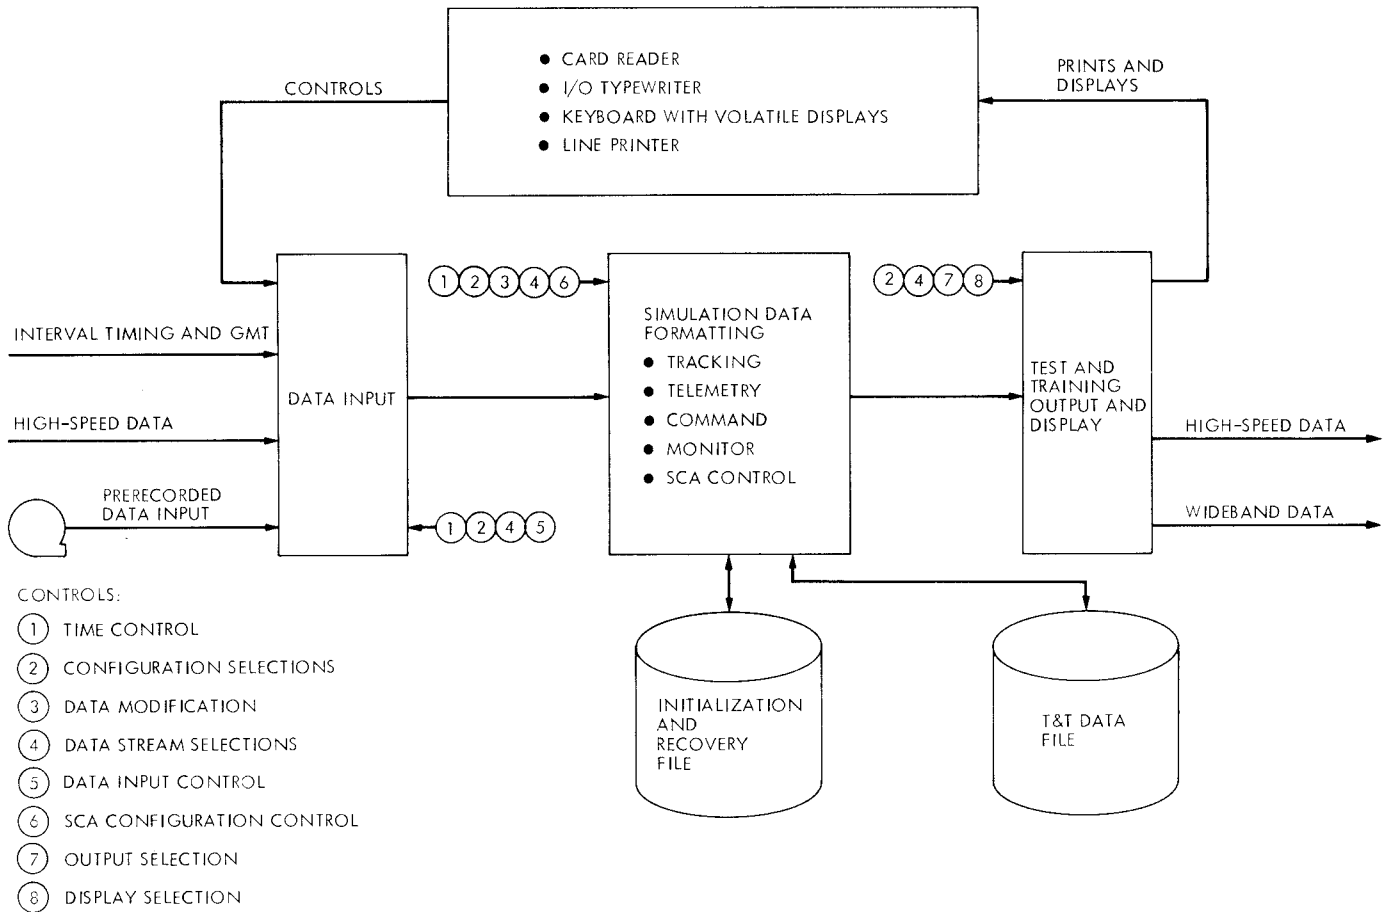 ● CARD READER
● I/O TYPEWRITER
● KEYBOARD WITH VOLATILE DISPLAYS
● LINE PRINTER
CONTROLS
PRINTS AND
DISPLAYS
1 2 3 4 6
2 4 7 8
INTERVAL TIMING AND GMT
HIGH-SPEED DATA
PRERECORDED
DATA INPUT
DATA INPUT
1 2 4 5
SIMULATION DATA
FORMATTING
● TRACKING
● TELEMETRY
● COMMAND
● MONITOR
● SCA CONTROL
TEST AND
TRAINING
OUTPUT AND
DISPLAY
HIGH-SPEED DATA
WIDEBAND DATA
INITIALIZATION
AND
RECOVERY
FILE
T&T DATA
FILE
CONTROLS:
1 TIME CONTROL
2 CONFIGURATION SELECTIONS
3 DATA MODIFICATION
4 DATA STREAM SELECTIONS
5 DATA INPUT CONTROL
6 SCA CONFIGURATION CONTROL
7 OUTPUT SELECTION
8 DISPLAY SELECTION